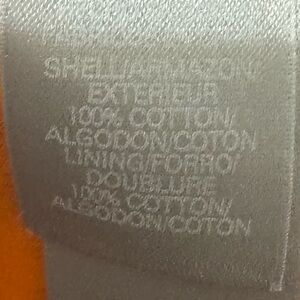 SHELL/ARMAZON/
EXTERIEUR
100% COTTON/
ALGODON/COTON
LINING/FORRO/
DOUBLURE
100% COTTON/
ALGODON/COTON